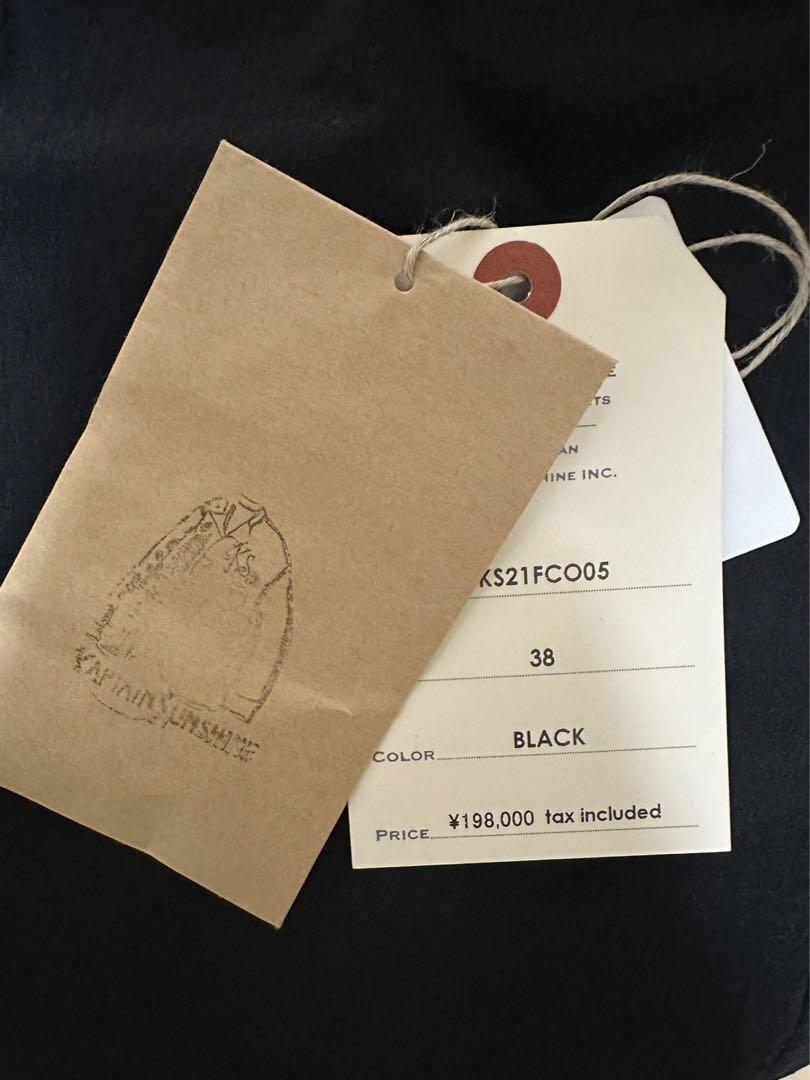 KS
KAPTAIN SUNSHINE
E
TS
AN
HINE INC.
KS21FCO05
38
COLOR BLACK
PRICE ¥198,000 tax included